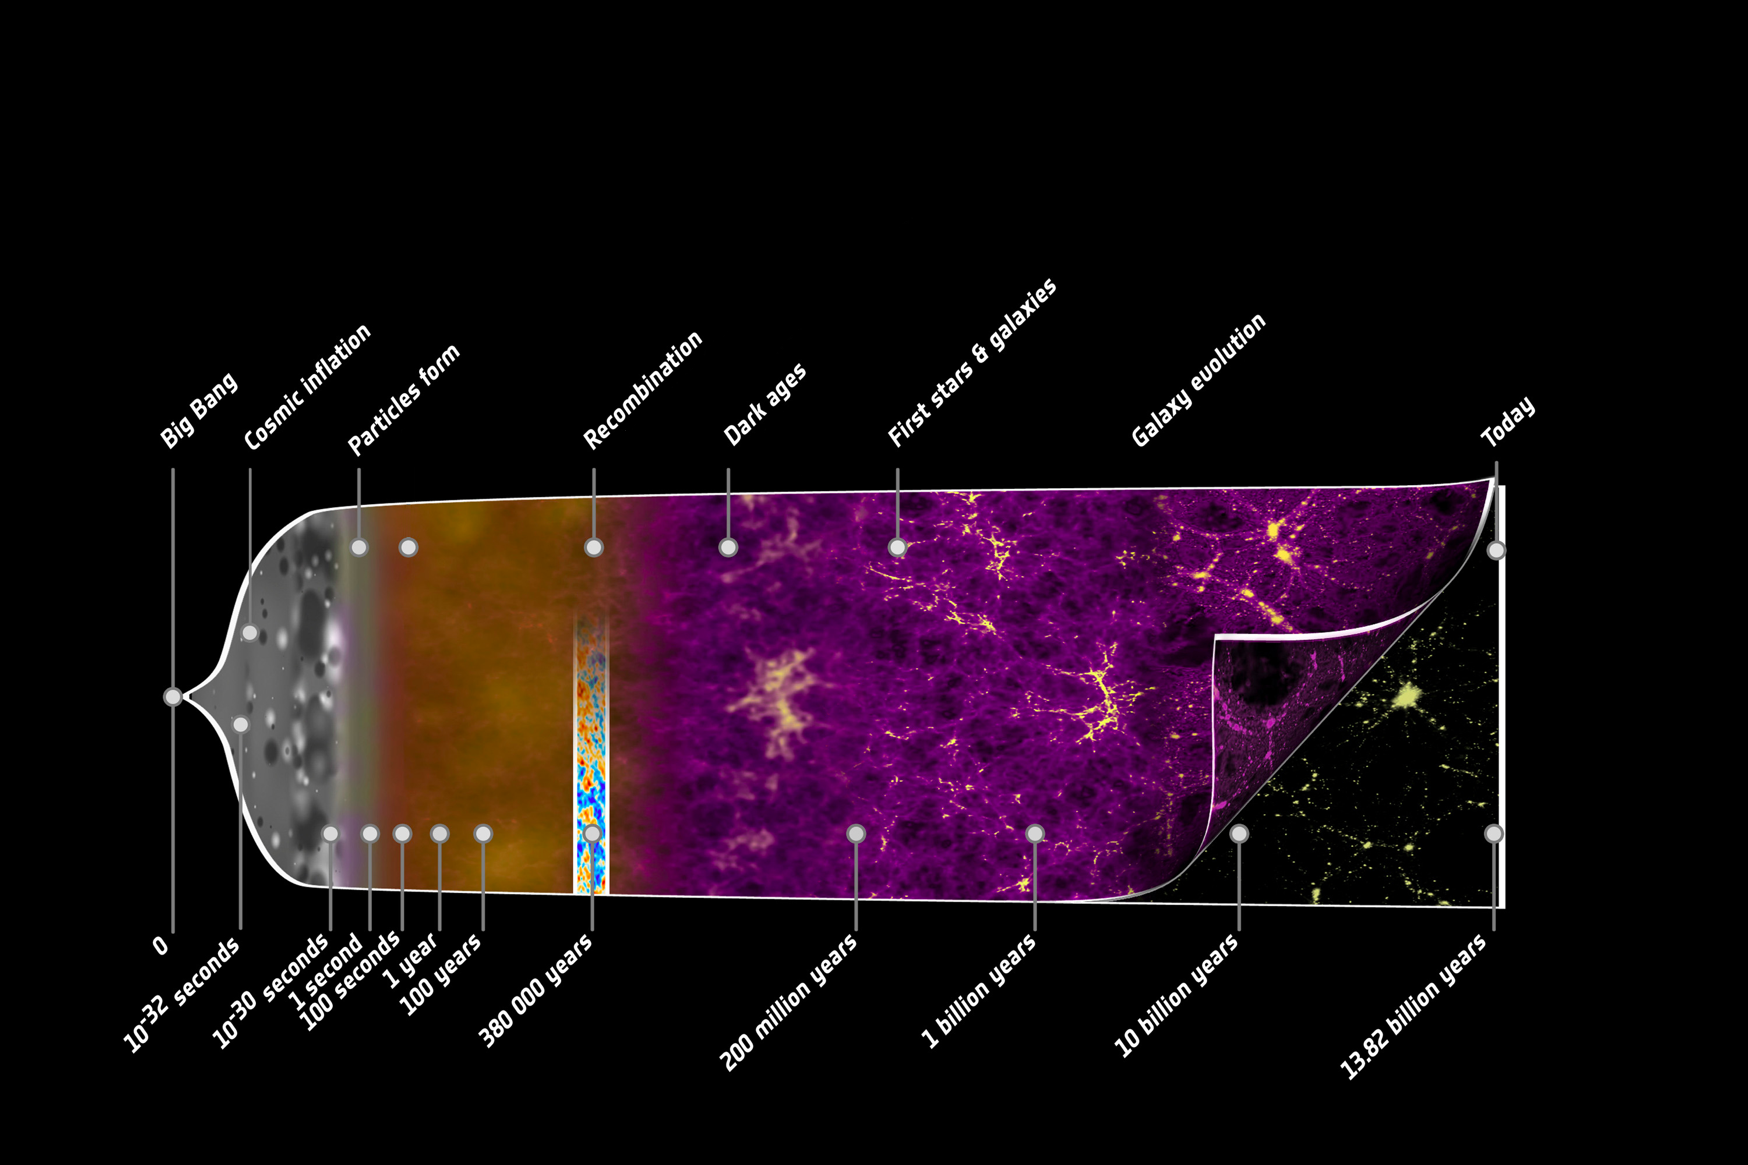 Big Bang
Cosmic inflation
Particles form
Recombination
Dark ages
First stars & galaxies
Galaxy evolution
Today
0
10-32 seconds
10-30 seconds
1 second
100 seconds
1 year
100 years
380 000 years
200 million years
1 billion years
10 billion years
13.82 billion years